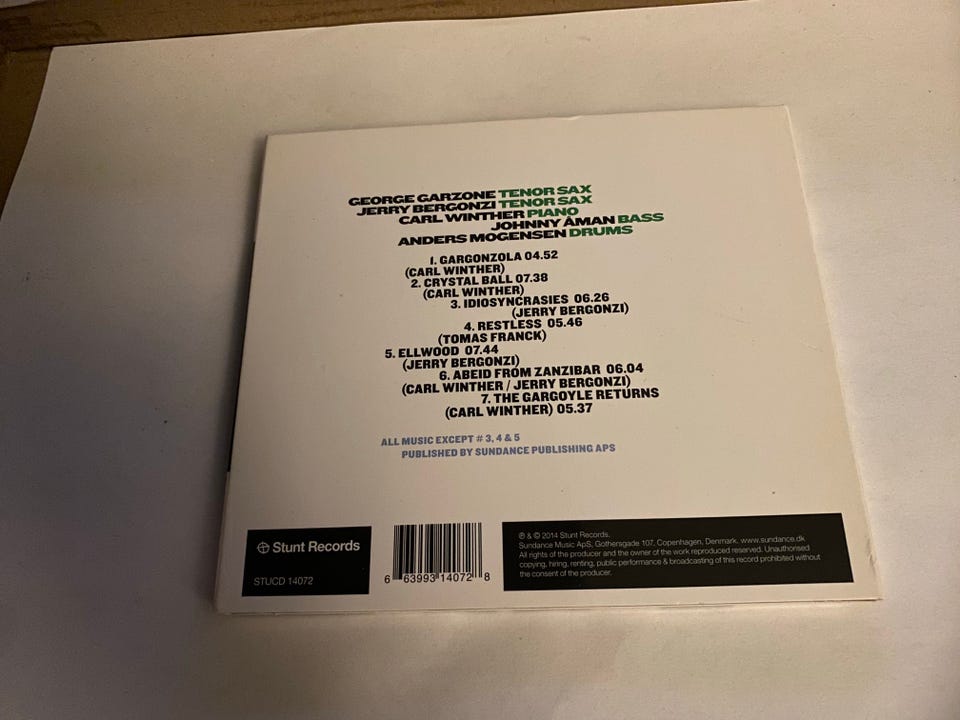 GEORGE GARZONE TENOR SAX
JERRY BERGONZI TENOR SAX
CARL WINTHER PIANO
JOHNNY ÅMAN BASS
ANDERS MOGENSEN DRUMS
1. GARGONZOLA 04.52
(CARL WINTHER)
2. CRYSTAL BALL 07.38
(CARL WINTHER)
3. IDIOSYNCRASIES 06.26
(JERRY BERGONZI)
4. RESTLESS 05.46
(TOMAS FRANCK)
5. ELLWOOD 07.44
(JERRY BERGONZI)
6. ABEID FROM ZANZIBAR 06.04
(CARL WINTHER / JERRY BERGONZI)
7. THE GARGOYLE RETURNS
(CARL WINTHER) 05.37
ALL MUSIC EXCEPT # 3, 4 & 5
PUBLISHED BY SUNDANCE PUBLISHING APS
Stunt Records
STUCD 14072
6 63993 14072 8
℗ & © 2014 Stunt Records.
Sundance Music ApS, Gothersgade 107, Copenhagen, Denmark. www.sundance.dk
All rights of the producer and the owner of the work reproduced reserved. Unauthorised
copying, hiring, renting, public performance & broadcasting of this record prohibited without
the consent of the producer.